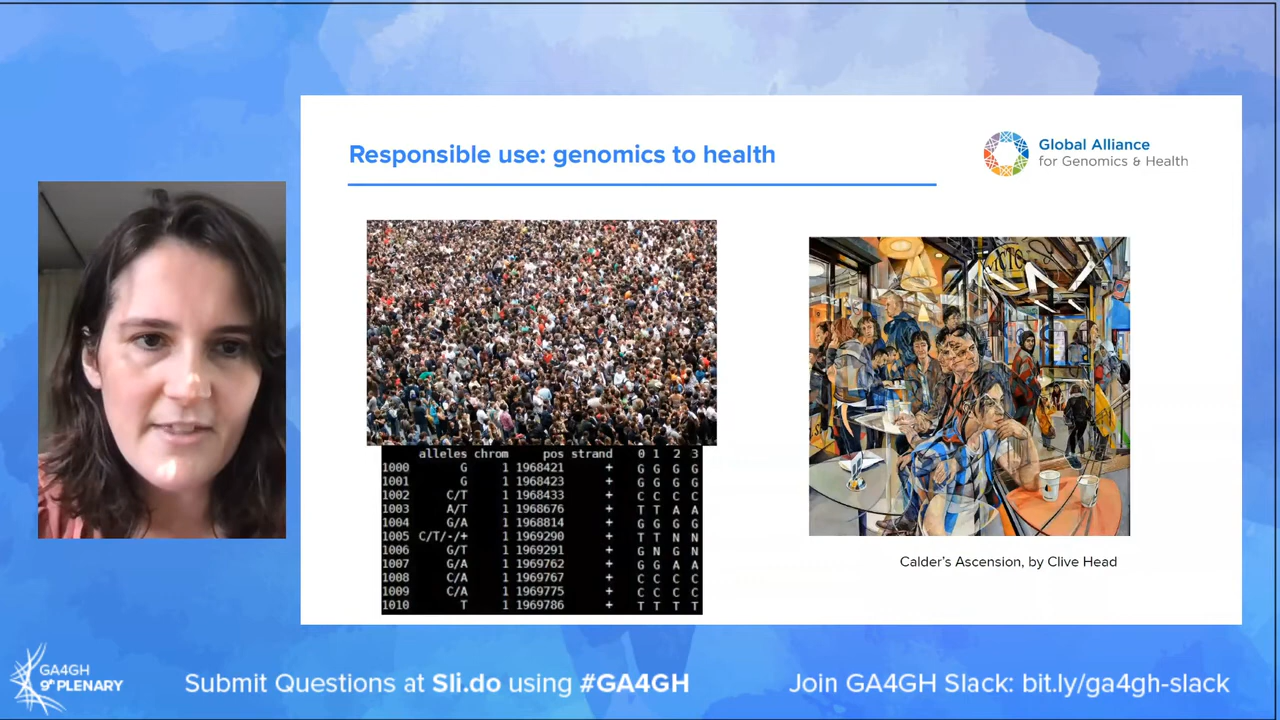 Responsible use: genomics to health
Global Alliance
for Genomics & Health
alleles chrom pos strand 0 1 2 3
1000 G 1 1968421 + G G G G
1001 G 1 1968423 + G G G G
1002 C/T 1 1968433 + C C C C
1003 A/T 1 1968676 + T T A A
1004 G/A 1 1968814 + G G G G
1005 C/T/-/+ 1 1969290 + T T N N
1006 G/T 1 1969291 + G N G N
1007 G/A 1 1969762 + G G A A
1008 C/A 1 1969767 + C C C C
1009 C/A 1 1969775 + C C C C
1010 T 1 1969786 + T T T T
Calder's Ascension, by Clive Head
GA4GH
9th PLENARY
Submit Questions at Sli.do using #GA4GH
Join GA4GH Slack: bit.ly/ga4gh-slack